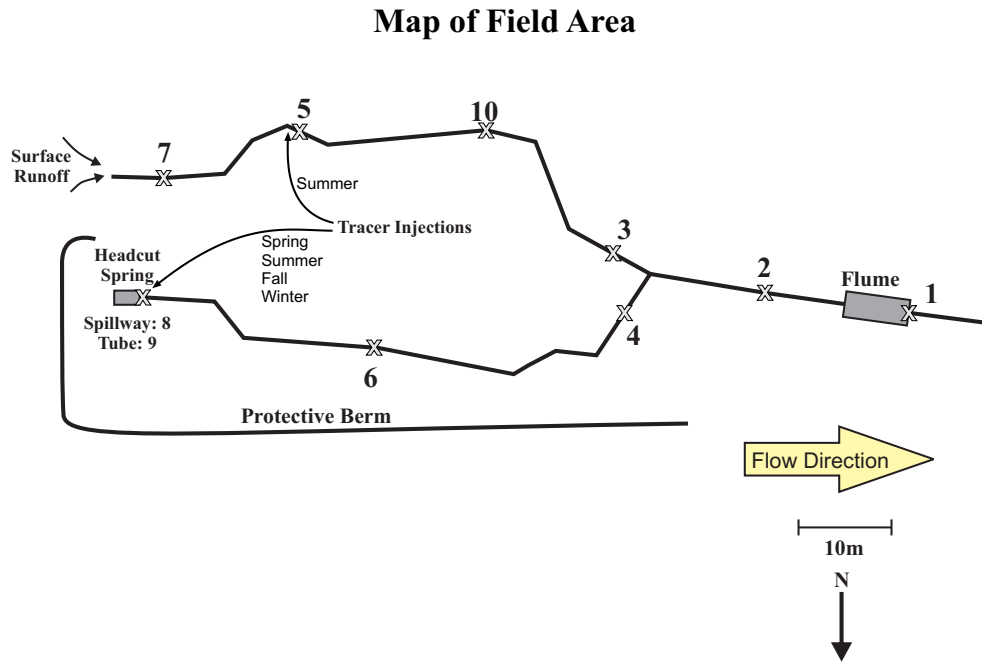 Map of Field Area
5
10
7
Surface
Runoff
Summer
Tracer Injections
3
Spring
Summer
Fall
Winter
Headcut
Spring
2
Flume
1
Spillway: 8
Tube: 9
4
6
Protective Berm
Flow Direction
10m
N